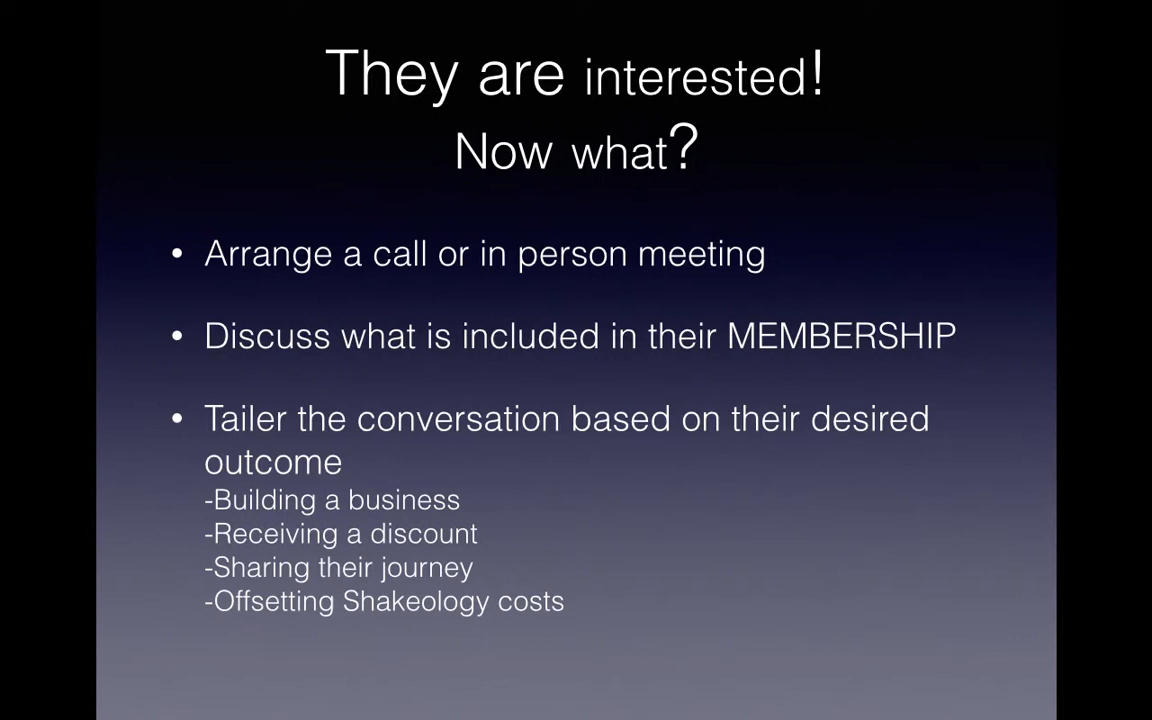 They are interested!
Now what?
• Arrange a call or in person meeting
• Discuss what is included in their MEMBERSHIP
• Tailer the conversation based on their desired
outcome
-Building a business
-Receiving a discount
-Sharing their journey
-Offsetting Shakeology costs